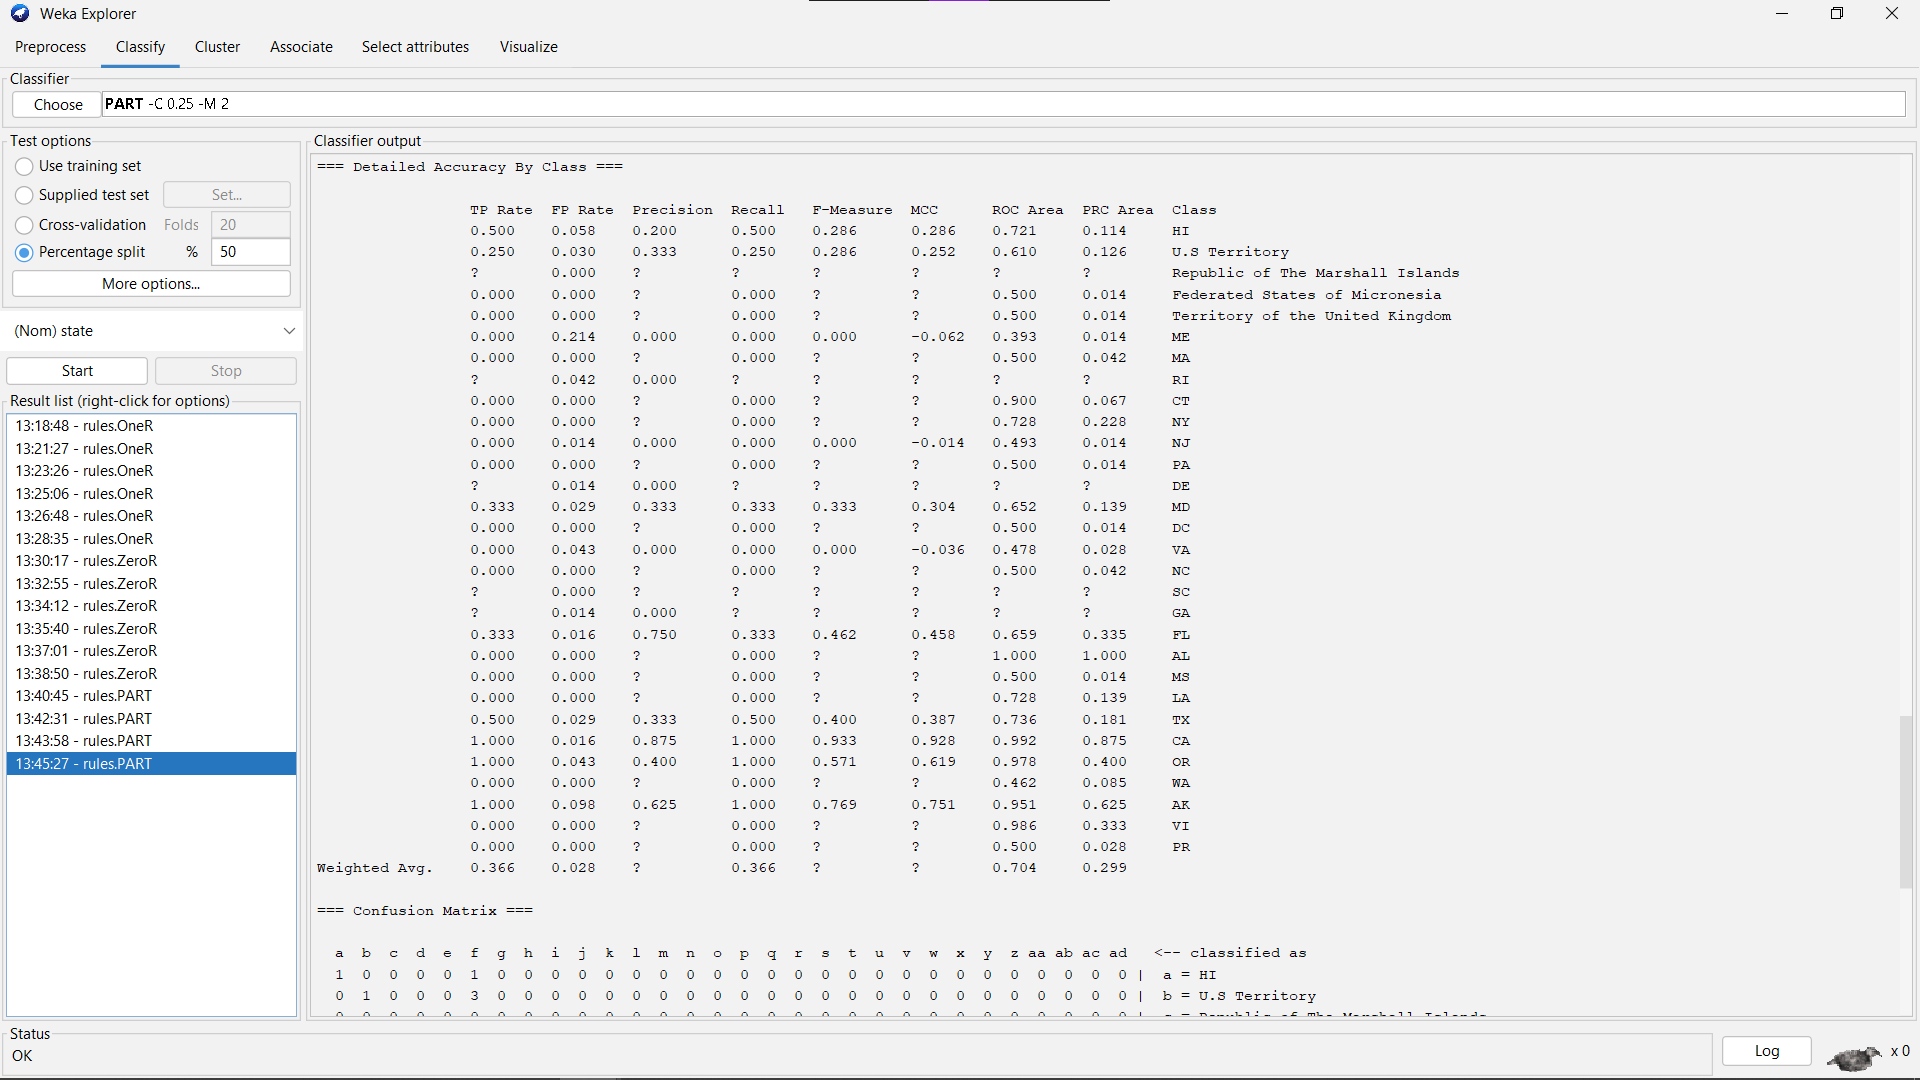 Weka Explorer
Preprocess Classify Cluster Associate Select attributes Visualize
Classifier
Choose PART -C 0.25 -M 2
Test options
Use training set
Supplied test set Set...
Cross-validation Folds 20
Percentage split % 50
More options...
(Nom) state
Start Stop
Result list (right-click for options)
13:18:48 - rules.OneR
13:21:27 - rules.OneR
13:23:26 - rules.OneR
13:25:06 - rules.OneR
13:26:48 - rules.OneR
13:28:35 - rules.OneR
13:30:17 - rules.ZeroR
13:32:55 - rules.ZeroR
13:34:12 - rules.ZeroR
13:35:40 - rules.ZeroR
13:37:01 - rules.ZeroR
13:38:50 - rules.ZeroR
13:40:45 - rules.PART
13:42:31 - rules.PART
13:43:58 - rules.PART
13:45:27 - rules.PART
Classifier output
=== Detailed Accuracy By Class ===
TP Rate FP Rate Precision Recall F-Measure MCC ROC Area PRC Area Class
0.500 0.058 0.200 0.500 0.286 0.286 0.721 0.114 HI
0.250 0.030 0.333 0.250 0.286 0.252 0.610 0.126 U.S Territory
? 0.000 ? ? ? ? ? ? Republic of The Marshall Islands
0.000 0.000 ? 0.000 ? ? 0.500 0.014 Federated States of Micronesia
0.000 0.000 ? 0.000 ? ? 0.500 0.014 Territory of the United Kingdom
0.000 0.214 0.000 0.000 0.000 -0.062 0.393 0.014 ME
0.000 0.000 ? 0.000 ? ? 0.500 0.042 MA
? 0.042 0.000 ? ? ? ? ? RI
0.000 0.000 ? 0.000 ? ? 0.900 0.067 CT
0.000 0.000 ? 0.000 ? ? 0.728 0.228 NY
0.000 0.014 0.000 0.000 0.000 -0.014 0.493 0.014 NJ
0.000 0.000 ? 0.000 ? ? 0.500 0.014 PA
? 0.014 0.000 ? ? ? ? ? DE
0.333 0.029 0.333 0.333 0.333 0.304 0.652 0.139 MD
0.000 0.000 ? 0.000 ? ? 0.500 0.014 DC
0.000 0.043 0.000 0.000 0.000 -0.036 0.478 0.028 VA
0.000 0.000 ? 0.000 ? ? 0.500 0.042 NC
? 0.000 ? ? ? ? ? ? SC
? 0.014 0.000 ? ? ? ? ? GA
0.333 0.016 0.750 0.333 0.462 0.458 0.659 0.335 FL
0.000 0.000 ? 0.000 ? ? 1.000 1.000 AL
0.000 0.000 ? 0.000 ? ? 0.500 0.014 MS
0.000 0.000 ? 0.000 ? ? 0.728 0.139 LA
0.500 0.029 0.333 0.500 0.400 0.387 0.736 0.181 TX
1.000 0.016 0.875 1.000 0.933 0.928 0.992 0.875 CA
1.000 0.043 0.400 1.000 0.571 0.619 0.978 0.400 OR
0.000 0.000 ? 0.000 ? ? 0.462 0.085 WA
1.000 0.098 0.625 1.000 0.769 0.751 0.951 0.625 AK
0.000 0.000 ? 0.000 ? ? 0.986 0.333 VI
0.000 0.000 ? 0.000 ? ? 0.500 0.028 PR
Weighted Avg. 0.366 0.028 ? 0.366 ? ? 0.704 0.299
=== Confusion Matrix ===
a b c d e f g h i j k l m n o p q r s t u v w x y z aa ab ac ad <-- classified as
1 0 0 0 0 1 0 0 0 0 0 0 0 0 0 0 0 0 0 0 0 0 0 0 0 0 0 0 0 0 | a = HI
0 1 0 0 0 3 0 0 0 0 0 0 0 0 0 0 0 0 0 0 0 0 0 0 0 0 0 0 0 0 | b = U.S Territory
Status
OK
Log
x 0